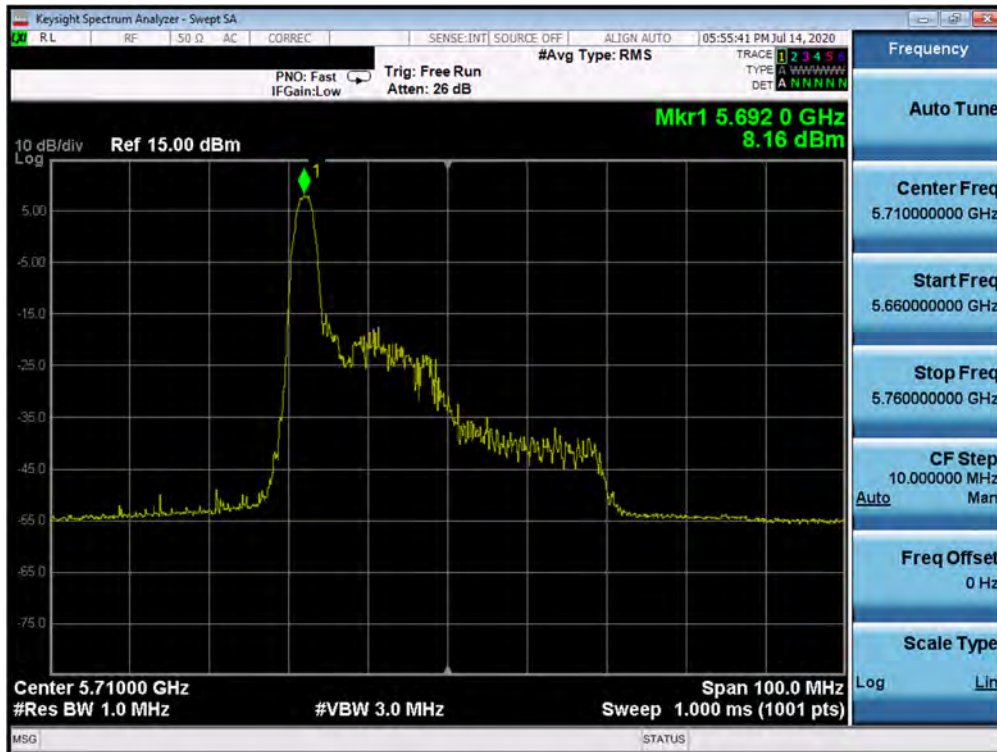 Keysight Spectrum Analyzer - Swept SA
RL RF 50 Ω AC CORREC SENSE:INT SOURCE OFF ALIGN AUTO 05:55:41 PM Jul 14, 2020
#Avg Type: RMS
TRACE 1 2 3 4 5 6
PNO: Fast Trig: Free Run
TYPE A WWWWWW
IFGain:Low Atten: 26 dB
DET A N N N N N
Mkr1 5.692 0 GHz
8.16 dBm
10 dB/div Ref 15.00 dBm
Log
1
5.00
-5.00
-15.0
-25.0
-35.0
-45.0
-55.0
-65.0
-75.0
Center 5.71000 GHz Span 100.0 MHz
#Res BW 1.0 MHz #VBW 3.0 MHz Sweep 1.000 ms (1001 pts)
MSG STATUS
Frequency
Auto Tune
Center Freq
5.710000000 GHz
Start Freq
5.660000000 GHz
Stop Freq
5.760000000 GHz
CF Step
10.000000 MHz
Auto Man
Freq Offset
0 Hz
Scale Type
Log Lin